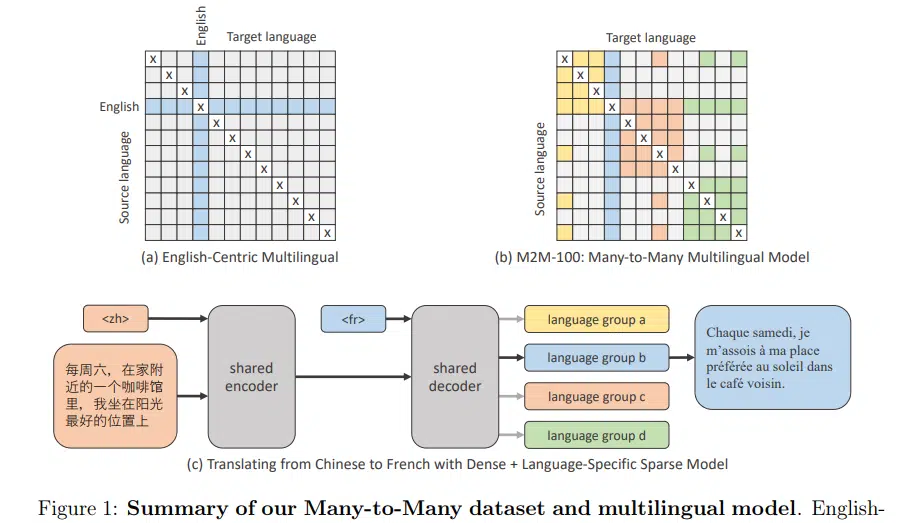 English
Target language
English
Source language
x
x
x
x
x
x
x
x
x
x
x
x
(a) English-Centric Multilingual
Target language
Source language
x
x
x
x
x
x
x
x
x
x
x
x
(b) M2M-100: Many-to-Many Multilingual Model
<zh>
每周六，在家附
近的一个咖啡馆
里，我坐在阳光
最好的位置上
shared
encoder
<fr>
shared
decoder
language group a
language group b
language group c
language group d
Chaque samedi, je
m’assois à ma place
préférée au soleil dans
le café voisin.
(c) Translating from Chinese to French with Dense + Language-Specific Sparse Model
Figure 1: Summary of our Many-to-Many dataset and multilingual model. English-